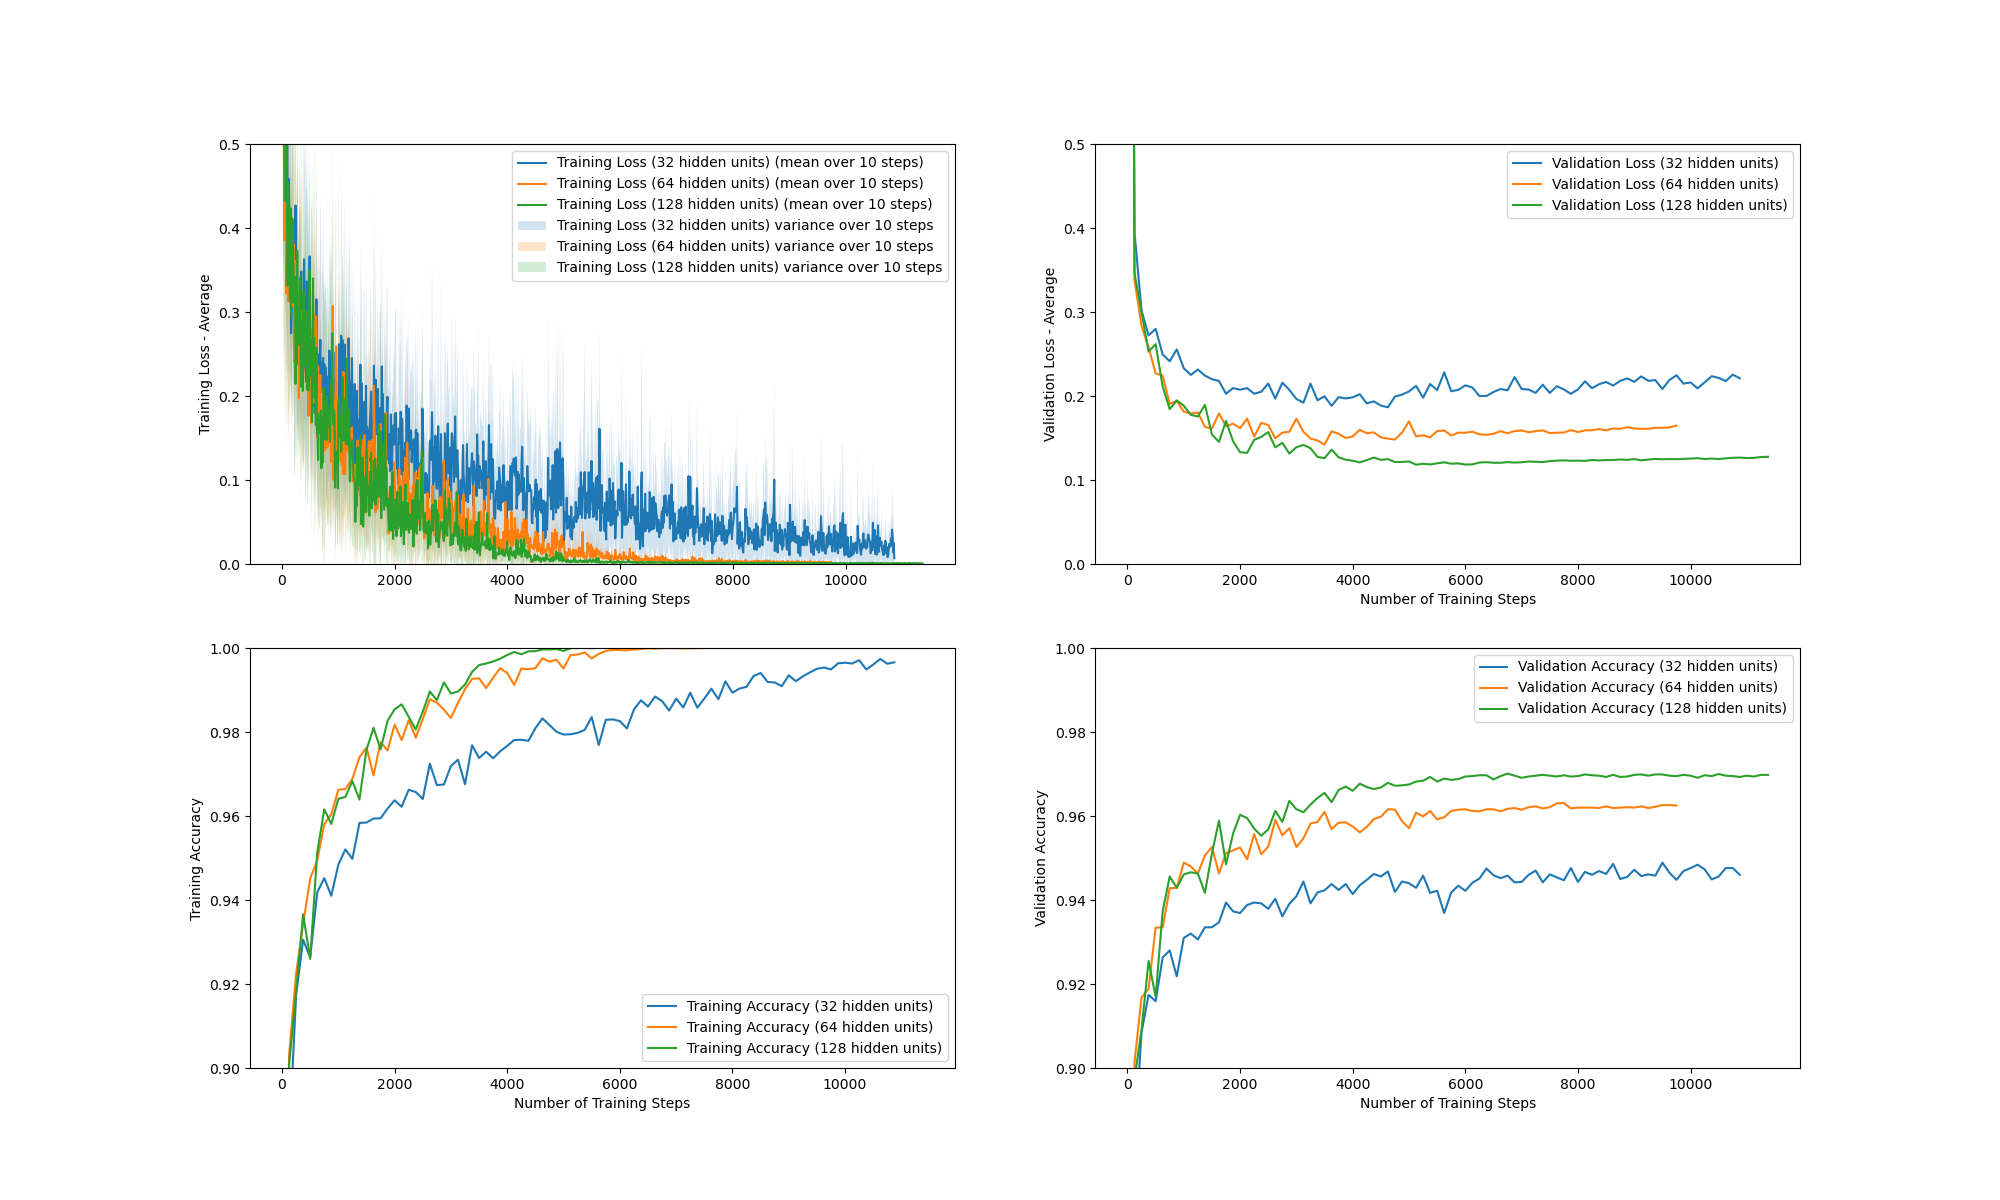 0.5
0.4
0.3
0.2
0.1
0.0
Training Loss - Average
Training Loss (32 hidden units) (mean over 10 steps)
Training Loss (64 hidden units) (mean over 10 steps)
Training Loss (128 hidden units) (mean over 10 steps)
Training Loss (32 hidden units) variance over 10 steps
Training Loss (64 hidden units) variance over 10 steps
Training Loss (128 hidden units) variance over 10 steps
0 2000 4000 6000 8000 10000
Number of Training Steps
0.5
0.4
0.3
0.2
0.1
0.0
Validation Loss - Average
Validation Loss (32 hidden units)
Validation Loss (64 hidden units)
Validation Loss (128 hidden units)
0 2000 4000 6000 8000 10000
Number of Training Steps
1.00
0.98
0.96
0.94
0.92
0.90
Training Accuracy
Training Accuracy (32 hidden units)
Training Accuracy (64 hidden units)
Training Accuracy (128 hidden units)
0 2000 4000 6000 8000 10000
Number of Training Steps
1.00
0.98
0.96
0.94
0.92
0.90
Validation Accuracy
Validation Accuracy (32 hidden units)
Validation Accuracy (64 hidden units)
Validation Accuracy (128 hidden units)
0 2000 4000 6000 8000 10000
Number of Training Steps